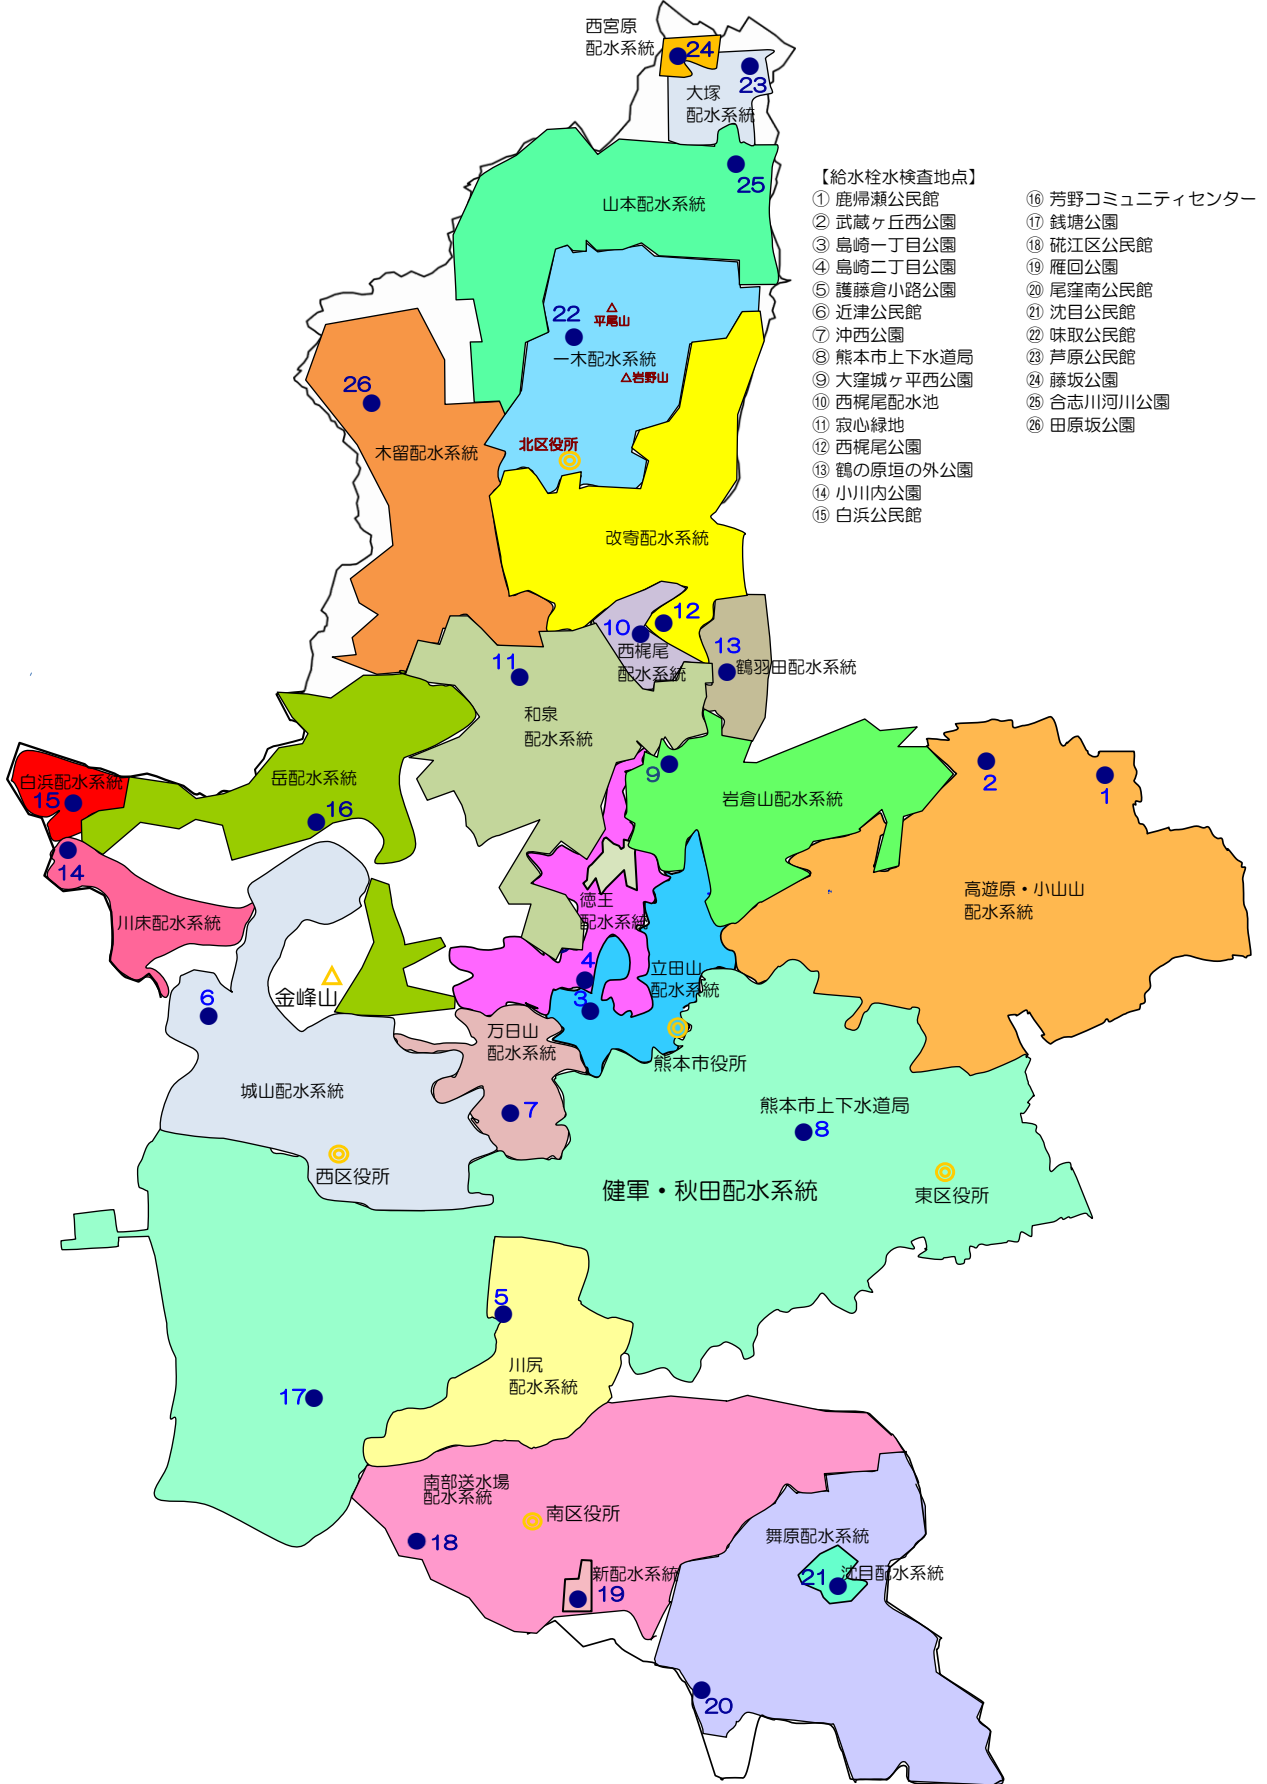 西宮原
配水系統
24
23
大塚
配水系統
25
山本配水系統
【給水栓水検査地点】
① 鹿帰瀬公民館
② 武蔵ヶ丘西公園
③ 島崎一丁目公園
④ 島崎二丁目公園
⑤ 護藤倉小路公園
⑥ 近津公民館
⑦ 沖西公園
⑧ 熊本市上下水道局
⑨ 大窪城ヶ平西公園
⑩ 西梶尾配水池
⑪ 寂心緑地
⑫ 西梶尾公園
⑬ 鶴の原垣の外公園
⑭ 小川内公園
⑮ 白浜公民館
⑯ 芳野コミュニティセンター
⑰ 銭塘公園
⑱ 硴江区公民館
⑲ 雁回公園
⑳ 尾窪南公民館
㉑ 沈目公民館
㉒ 味取公民館
㉓ 芦原公民館
㉔ 藤坂公園
㉕ 合志川河川公園
㉖ 田原坂公園
22
平尾山
一木配水系統
岩野山
26
北区役所
木留配水系統
改寄配水系統
12
10
西梶尾
配水系統
13
鶴羽田配水系統
11
和泉
配水系統
9
岩倉山配水系統
2
1
高遊原・小山山
配水系統
白浜配水系統
15
岳配水系統
16
14
川床配水系統
徳王
配水系統
4
3
立田山
配水系統
金峰山
6
万日山
配水系統
熊本市役所
城山配水系統
7
熊本市上下水道局
8
西区役所
健軍・秋田配水系統
東区役所
5
川尻
配水系統
17
南部送水場
配水系統
南区役所
18
舞原配水系統
新配水系統
19
21
沈目配水系統
20